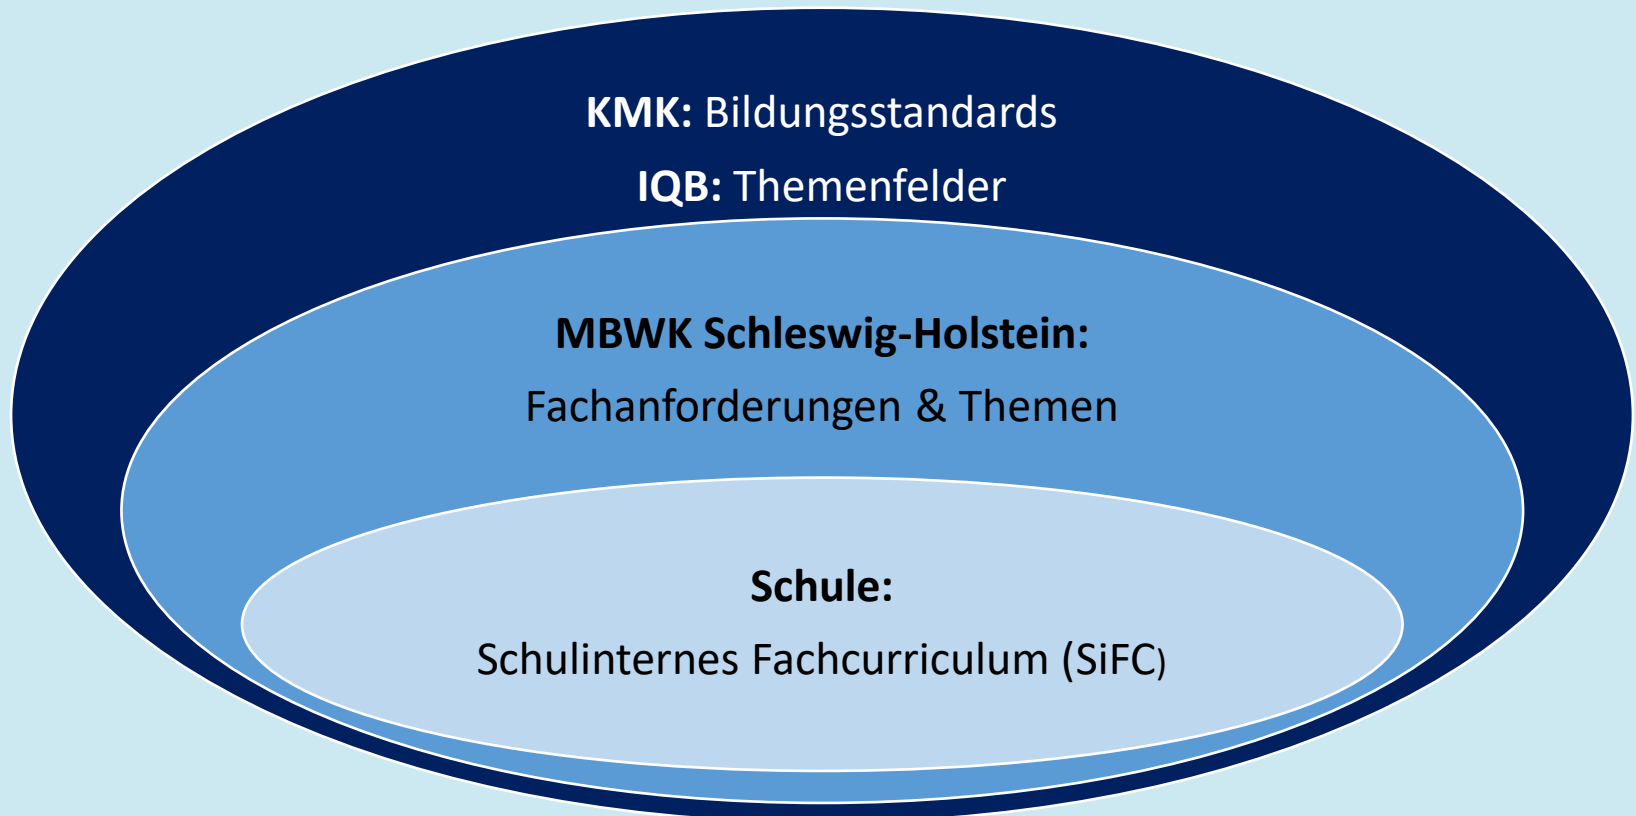 KMK: Bildungsstandards
IQB: Themenfelder
MBWK Schleswig-Holstein:
Fachanforderungen & Themen
Schule:
Schulinternes Fachcurriculum (SiFC)